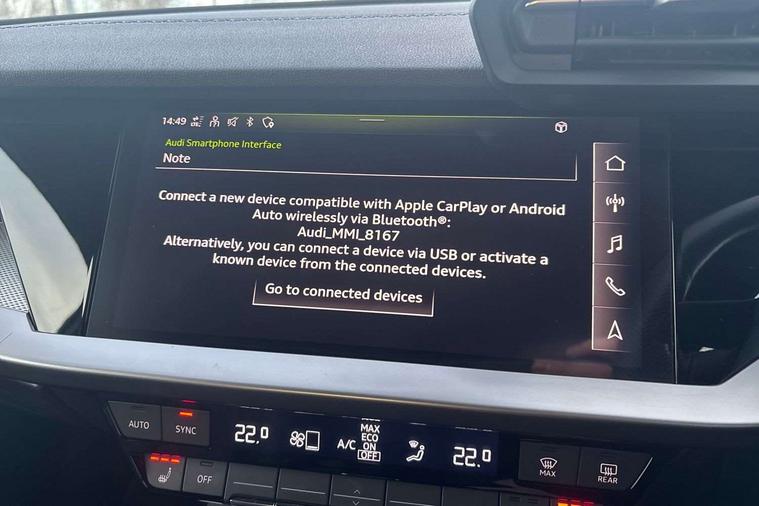 14:49
Audi Smartphone Interface
Note
Connect a new device compatible with Apple CarPlay or Android
Auto wirelessly via Bluetooth®:
Audi_MMI_8167
Alternatively, you can connect a device via USB or activate a
known device from the connected devices.
Go to connected devices
AUTO
SYNC
22.0
A/C
MAX
ECO
ON
OFF
22.0
MAX
REAR
OFF